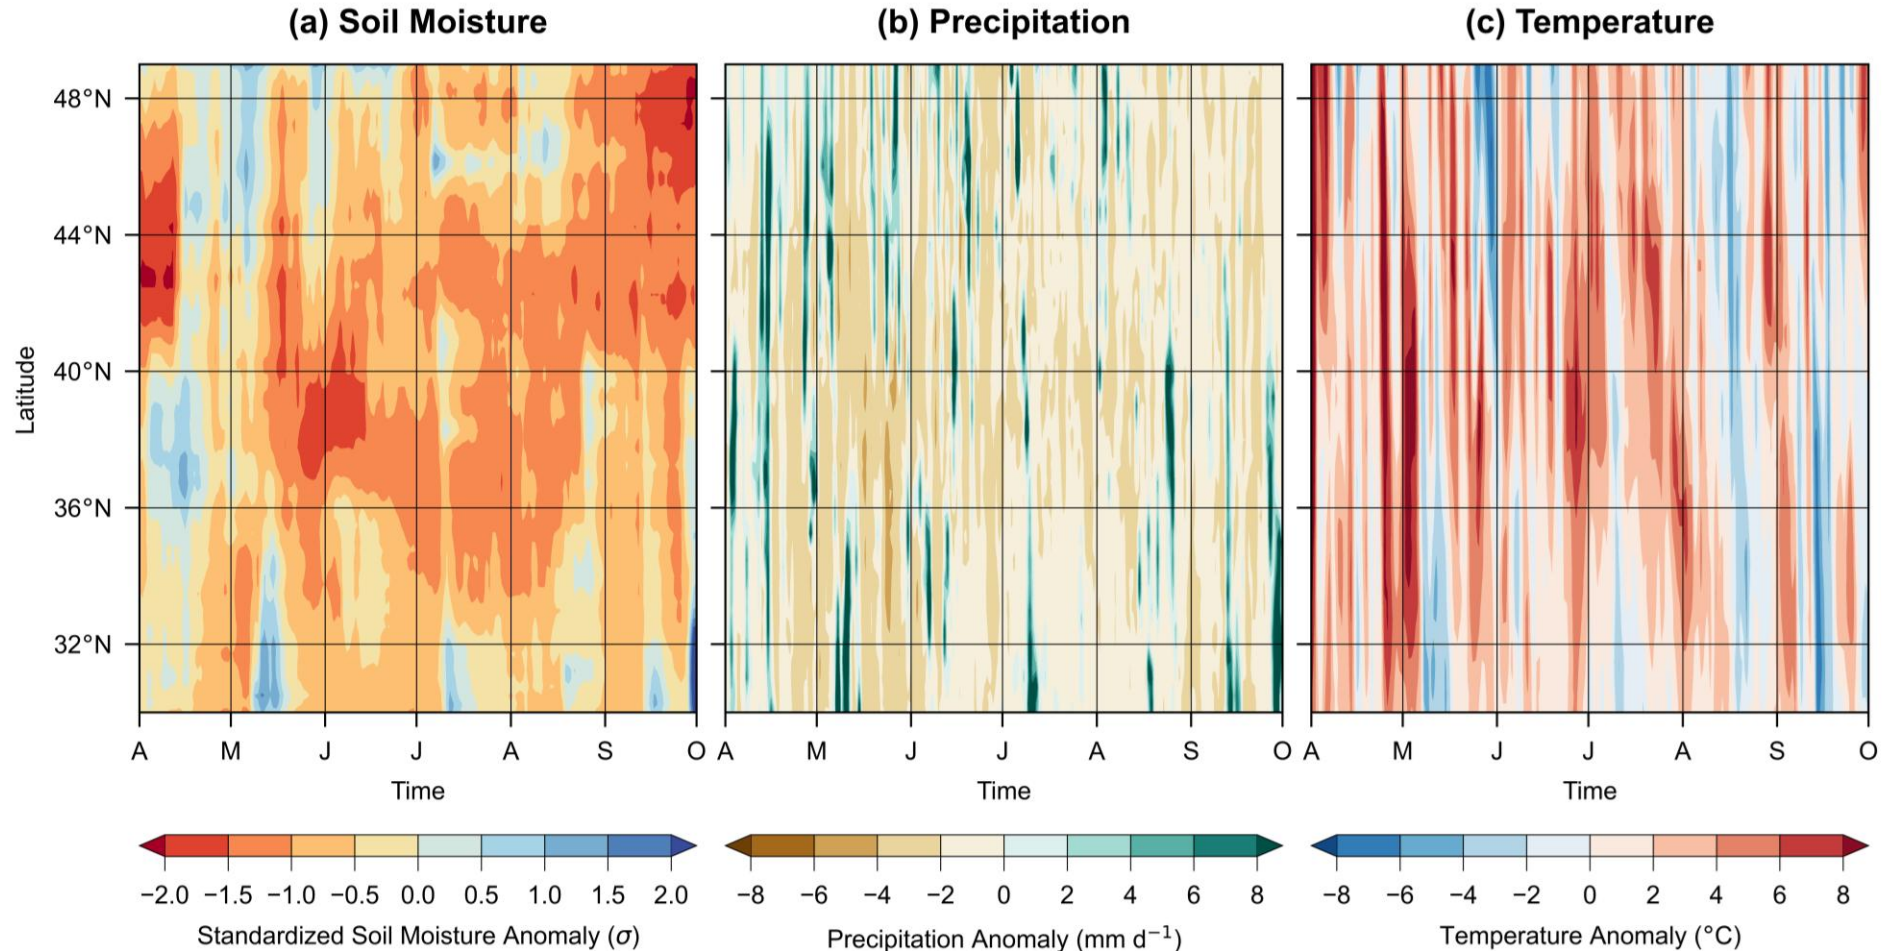 (a) Soil Moisture
(b) Precipitation
(c) Temperature
Latitude
48°N
44°N
40°N
36°N
32°N
A M J J A S O
A M J J A S O
A M J J A S O
Time
Time
Time
−2.0 −1.5 −1.0 −0.5 0.0 0.5 1.0 1.5 2.0
−8 −6 −4 −2 0 2 4 6 8
−8 −6 −4 −2 0 2 4 6 8
Standardized Soil Moisture Anomaly (σ)
Precipitation Anomaly (mm d⁻¹)
Temperature Anomaly (°C)